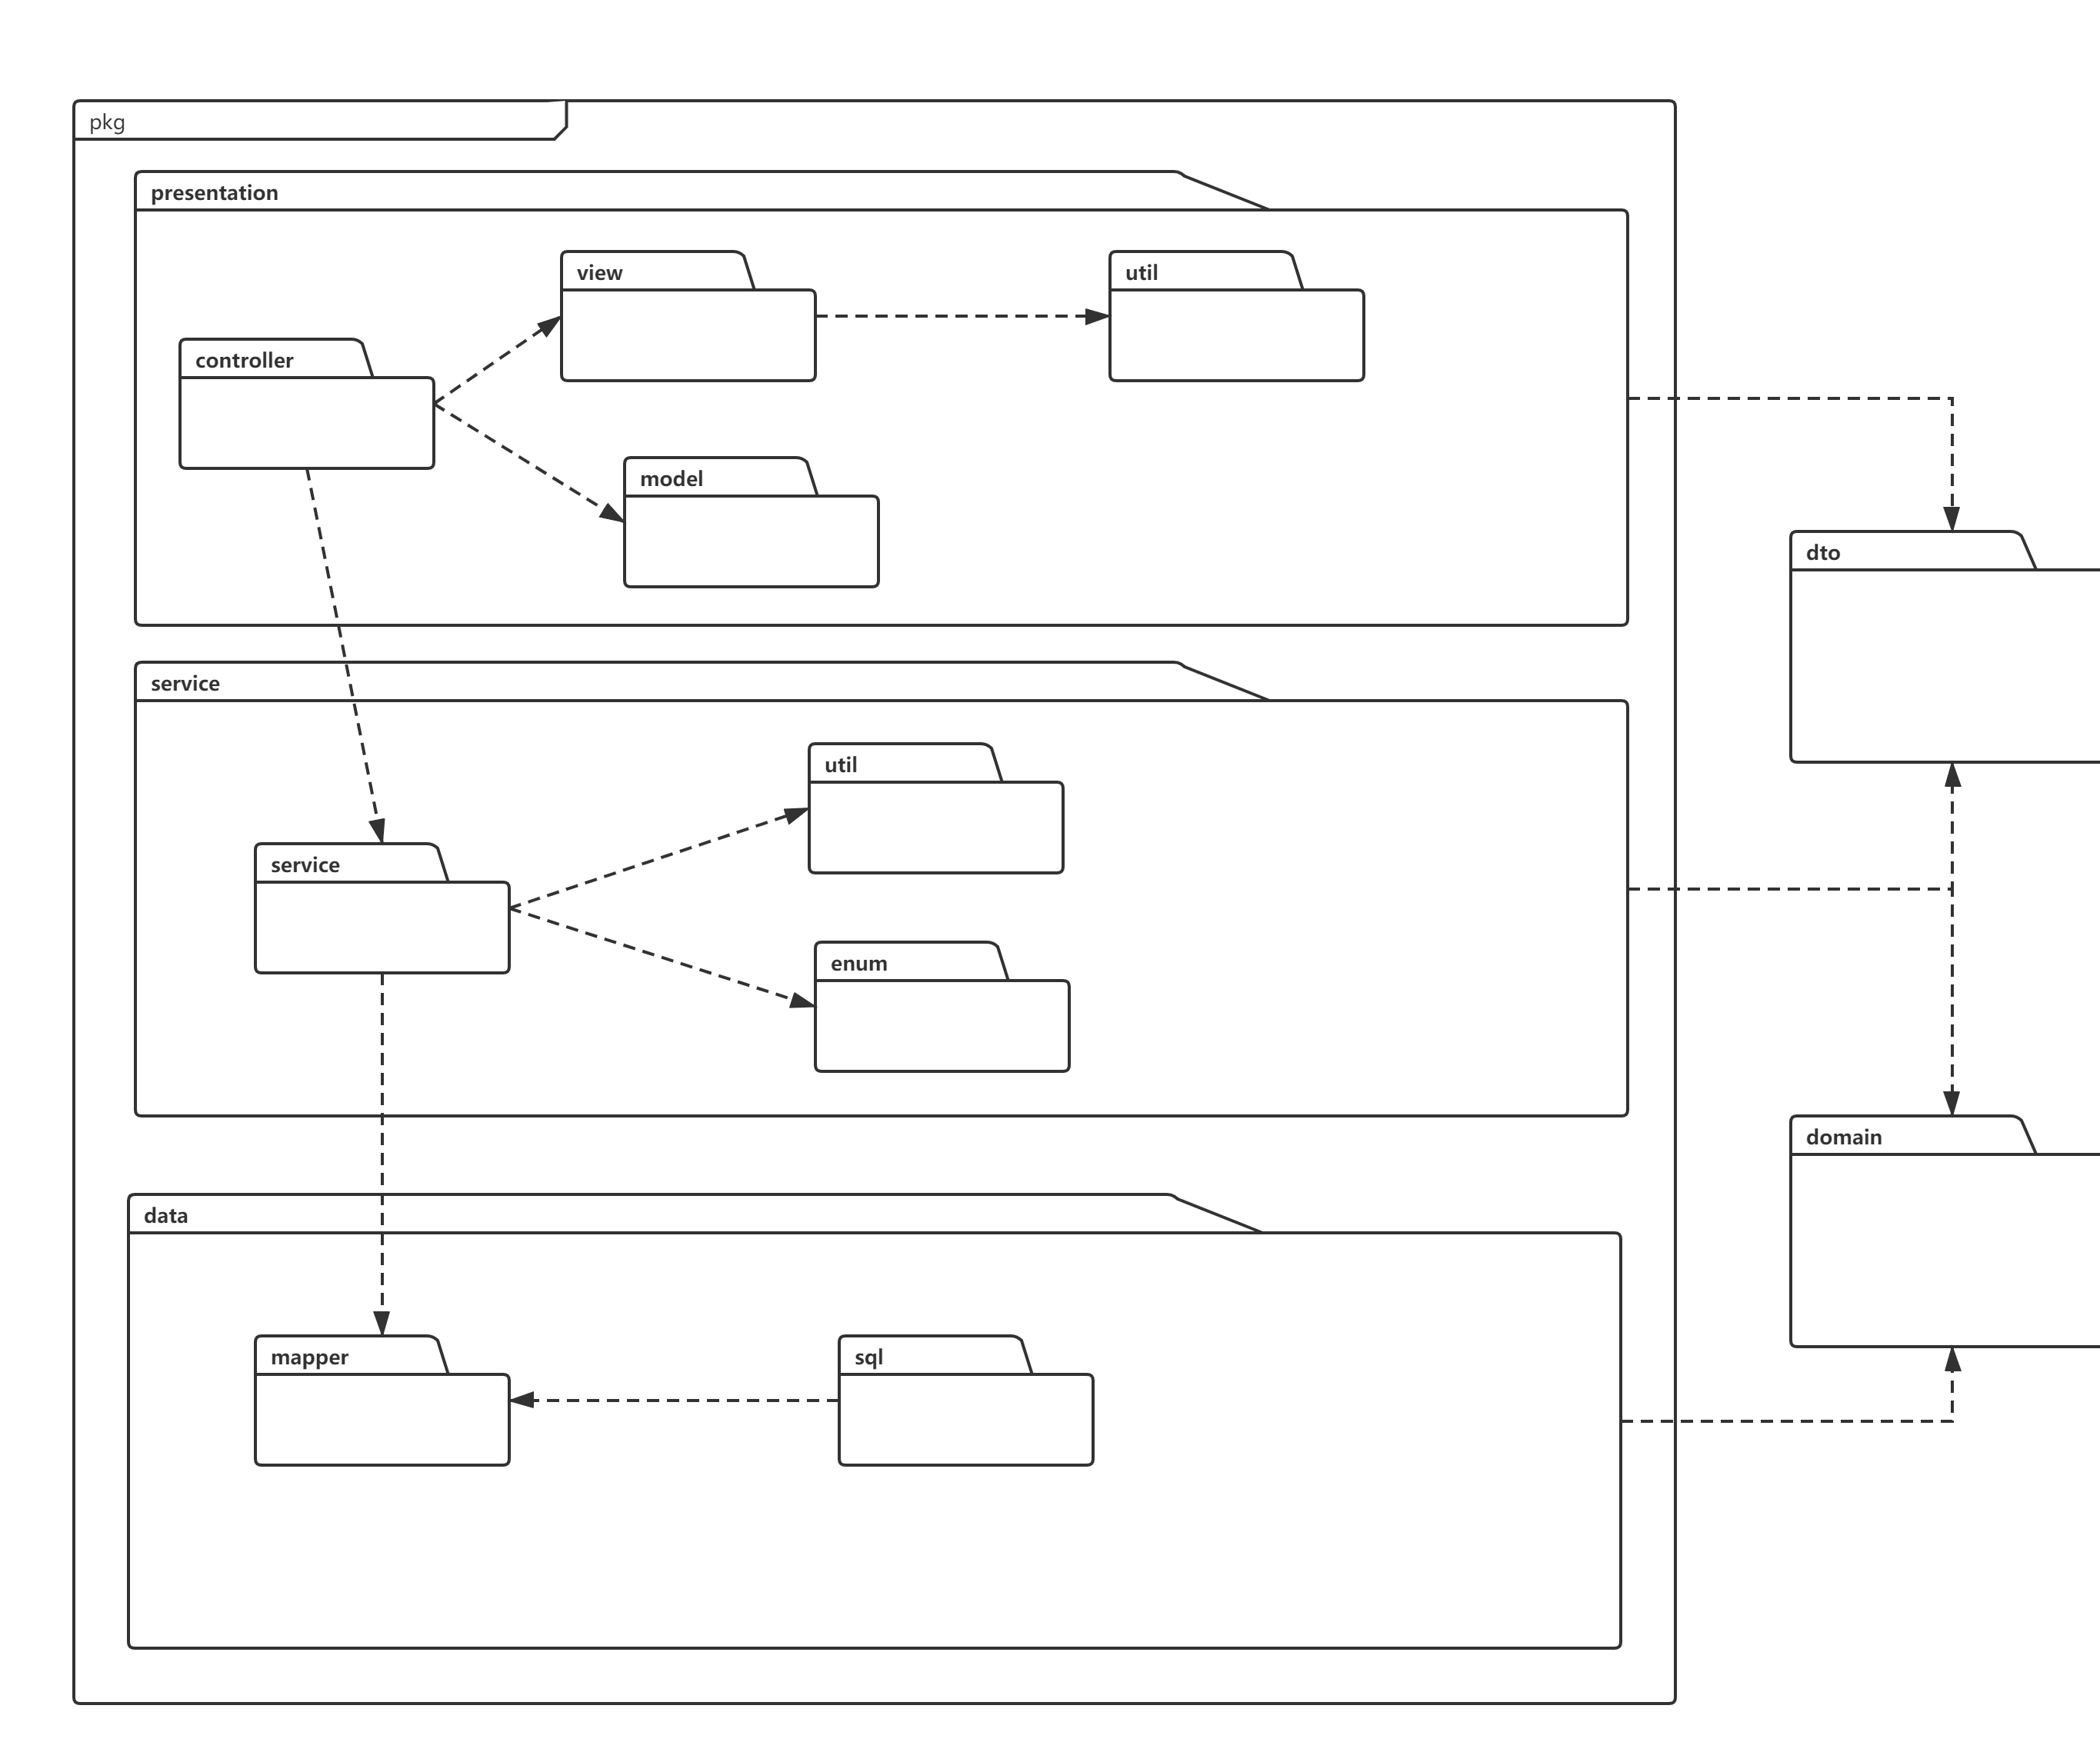 pkg
presentation
view
util
controller
model
dto
service
util
service
enum
domain
data
mapper
sql